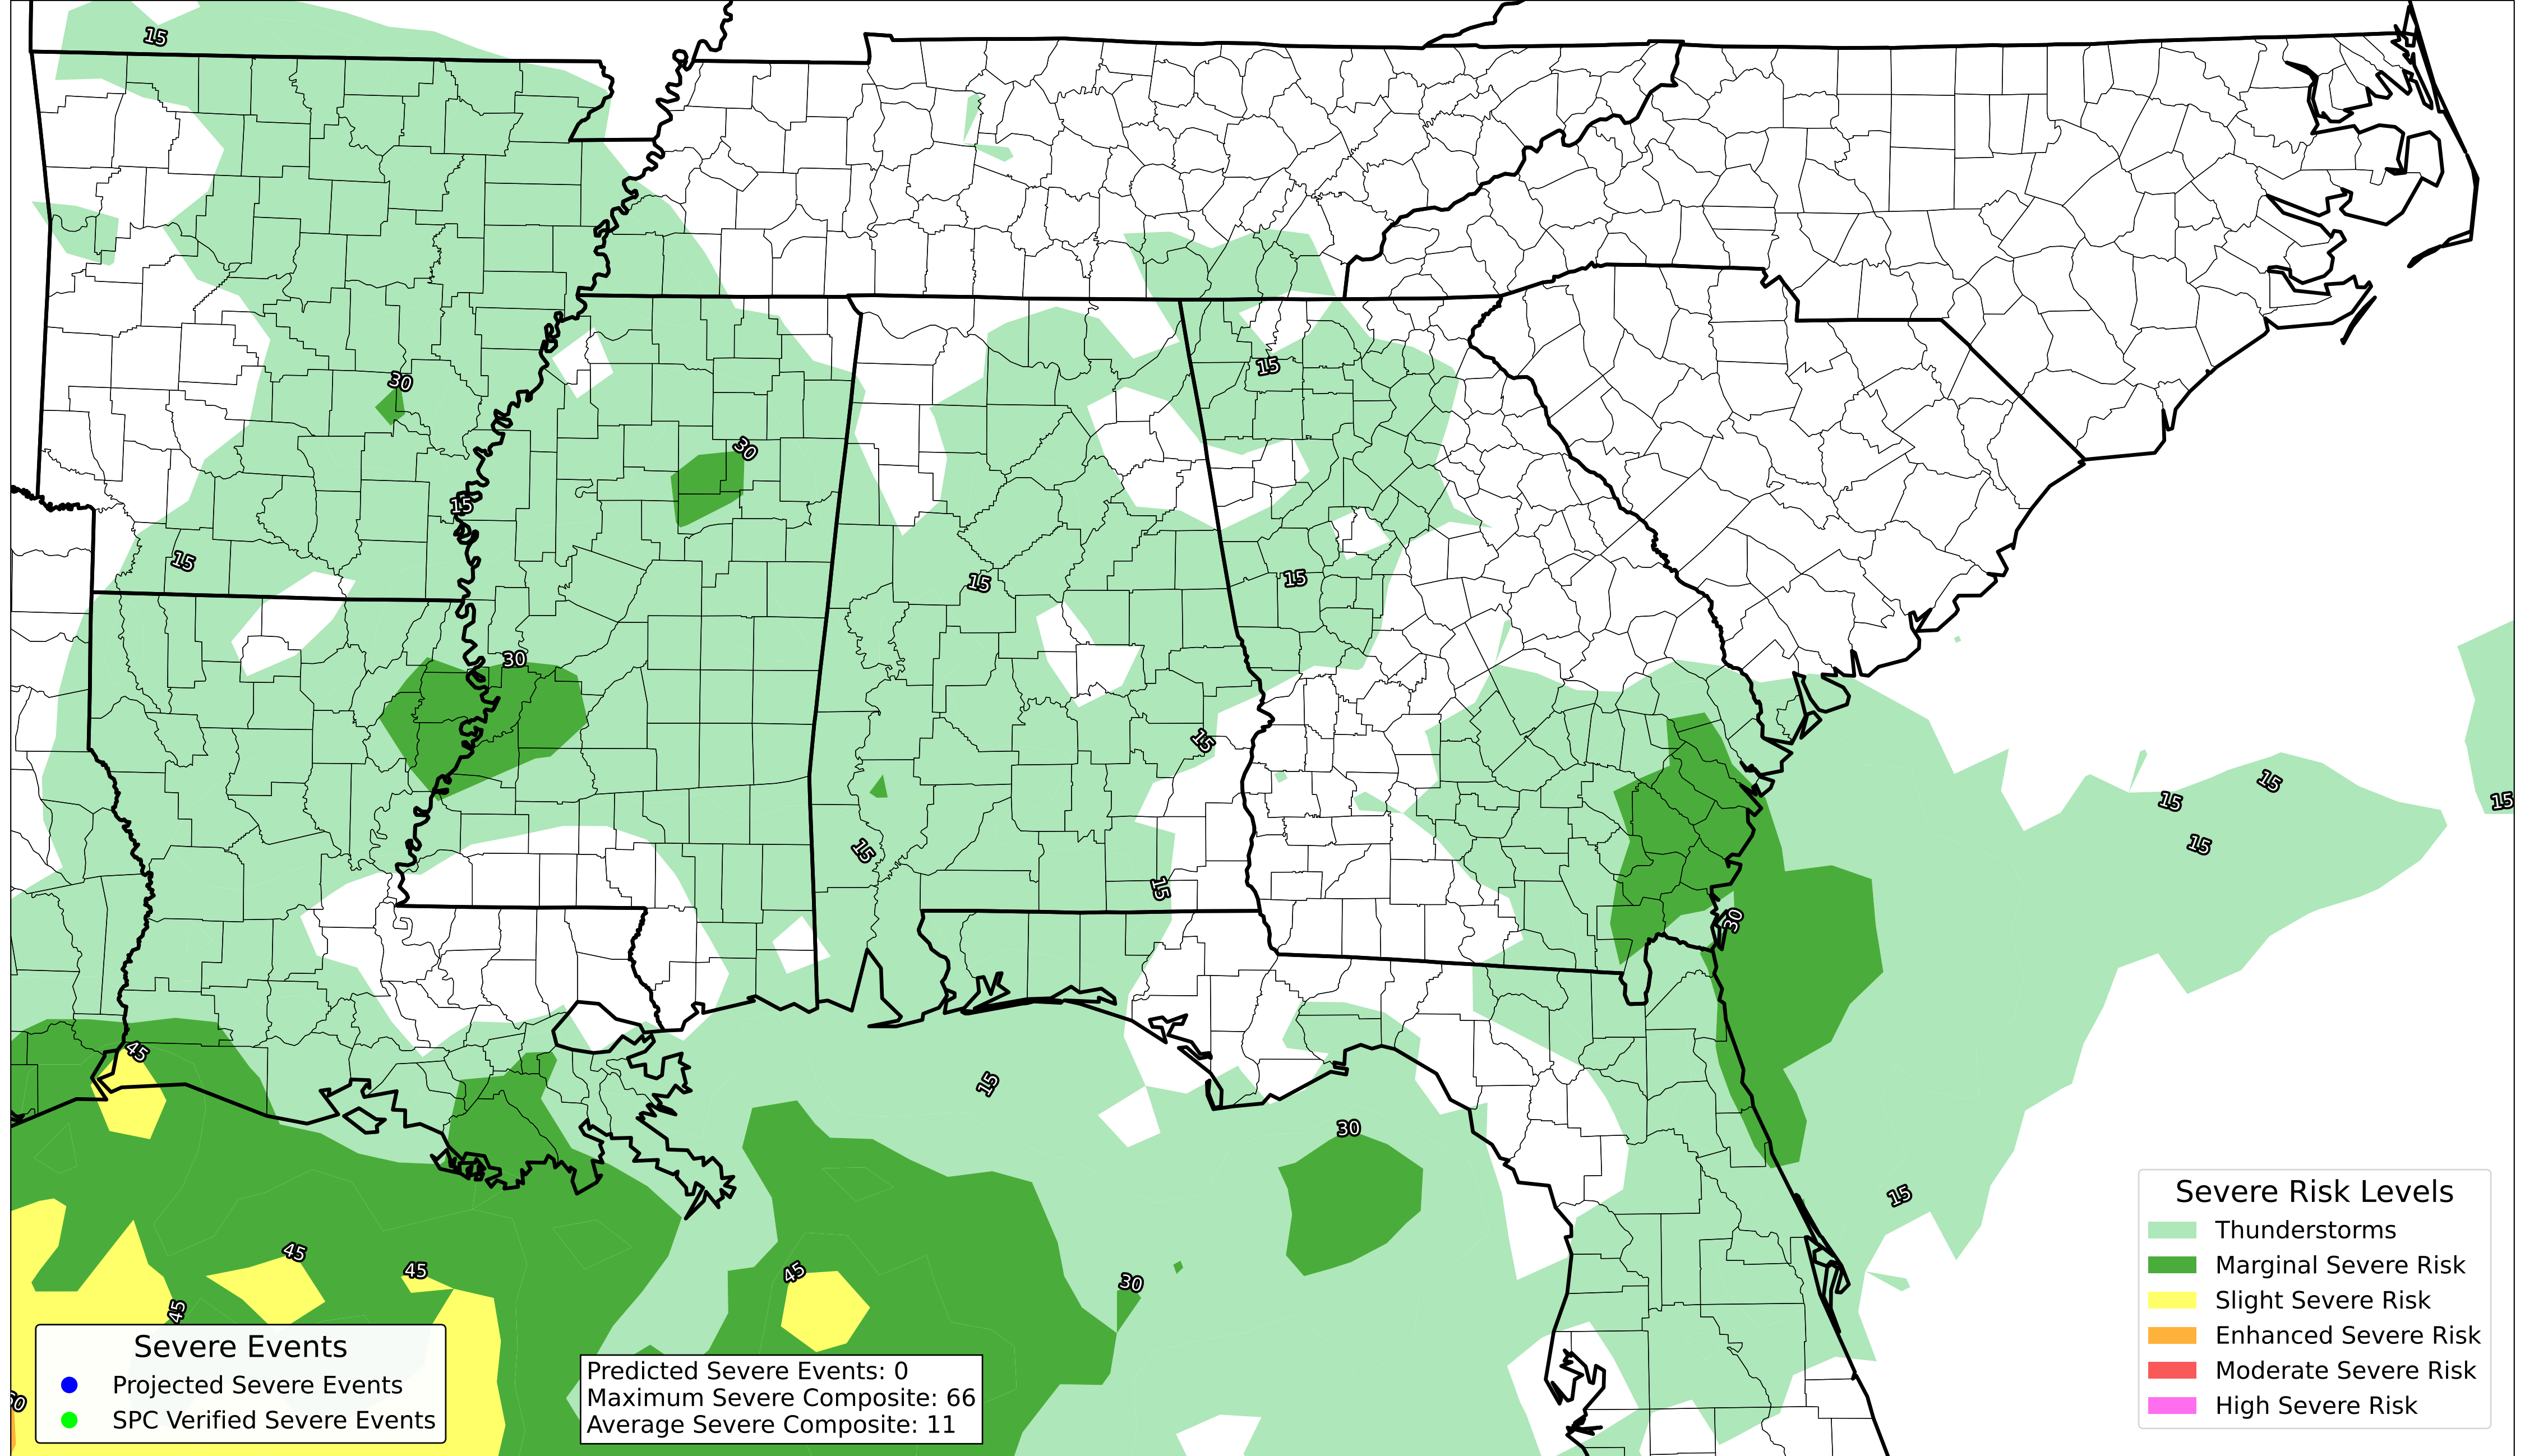 15
15
30
30
15
15
15
15
30
15
15
15
15
15
15
15
30
45
15
30
15
45
45
45
30
45
Severe Risk Levels
Thunderstorms
Marginal Severe Risk
Slight Severe Risk
Enhanced Severe Risk
Moderate Severe Risk
High Severe Risk
Severe Events
Projected Severe Events
SPC Verified Severe Events
Predicted Severe Events: 0
Maximum Severe Composite: 66
Average Severe Composite: 11